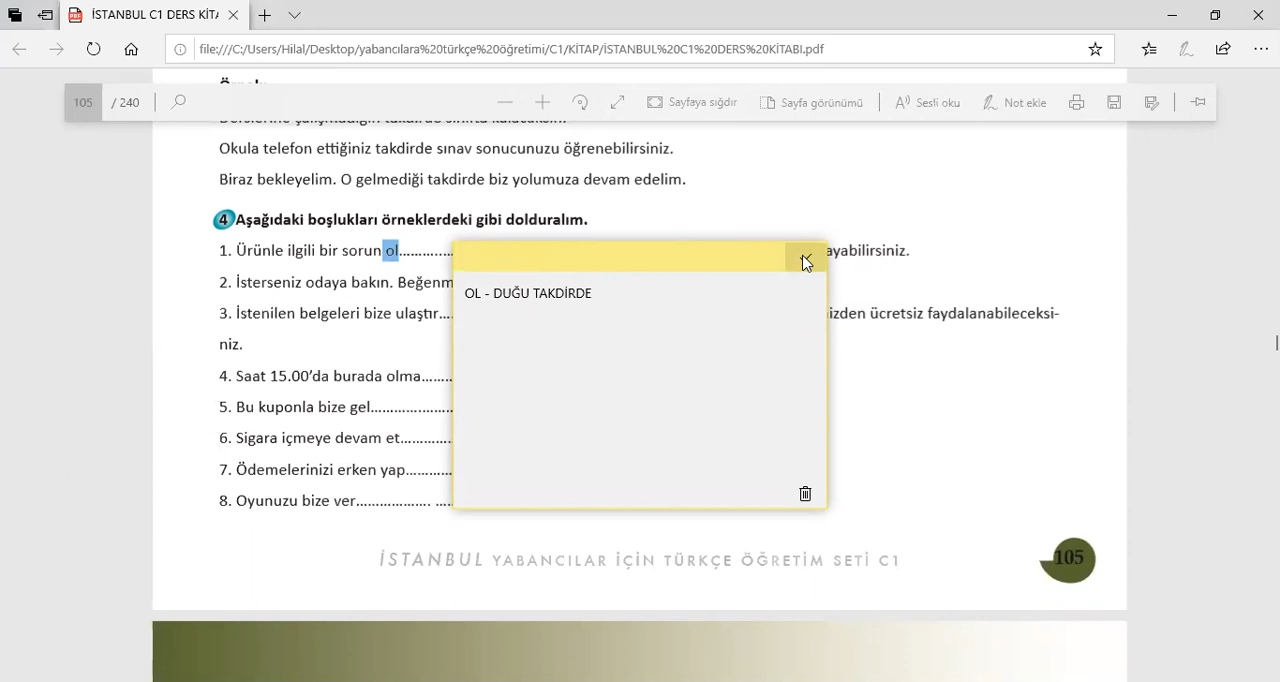 İSTANBUL C1 DERS KİTA
file:///C:/Users/Hilal/Desktop/yabancılara%20türkçe%20öğretimi/C1/KİTAP/İSTANBUL%20C1%20DERS%20KİTABI.pdf
105 / 240 Sayfaya sığdır Sayfa görünümü Sesli oku Not ekle
Okula telefon ettiğiniz takdirde sınav sonucunuzu öğrenebilirsiniz.
Biraz bekleyelim. O gelmediği takdirde biz yolumuza devam edelim.
4 Aşağıdaki boşlukları örneklerdeki gibi dolduralım.
1. Ürünle ilgili bir sorun ol............ ayabilirsiniz.
OL - DUĞU TAKDİRDE
2. İsterseniz odaya bakın. Beğenm
3. İstenilen belgeleri bize ulaştır... izden ücretsiz faydalanabileceksi-
niz.
4. Saat 15.00’da burada olma........
5. Bu kuponla bize gel..................
6. Sigara içmeye devam et............
7. Ödemelerinizi erken yap............
8. Oyunuzu bize ver.................. .....
İSTANBUL YABANCILAR İÇİN TÜRKÇE ÖĞRETİM SETİ C1
105